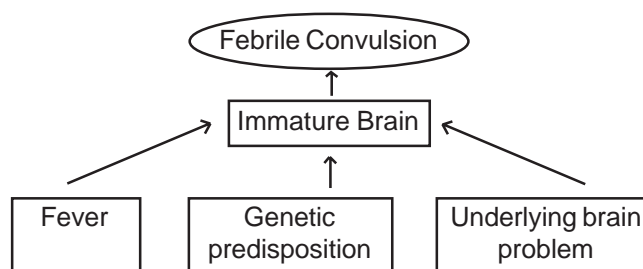 Febrile Convulsion
Immature Brain
Fever
Genetic
predisposition
Underlying brain
problem